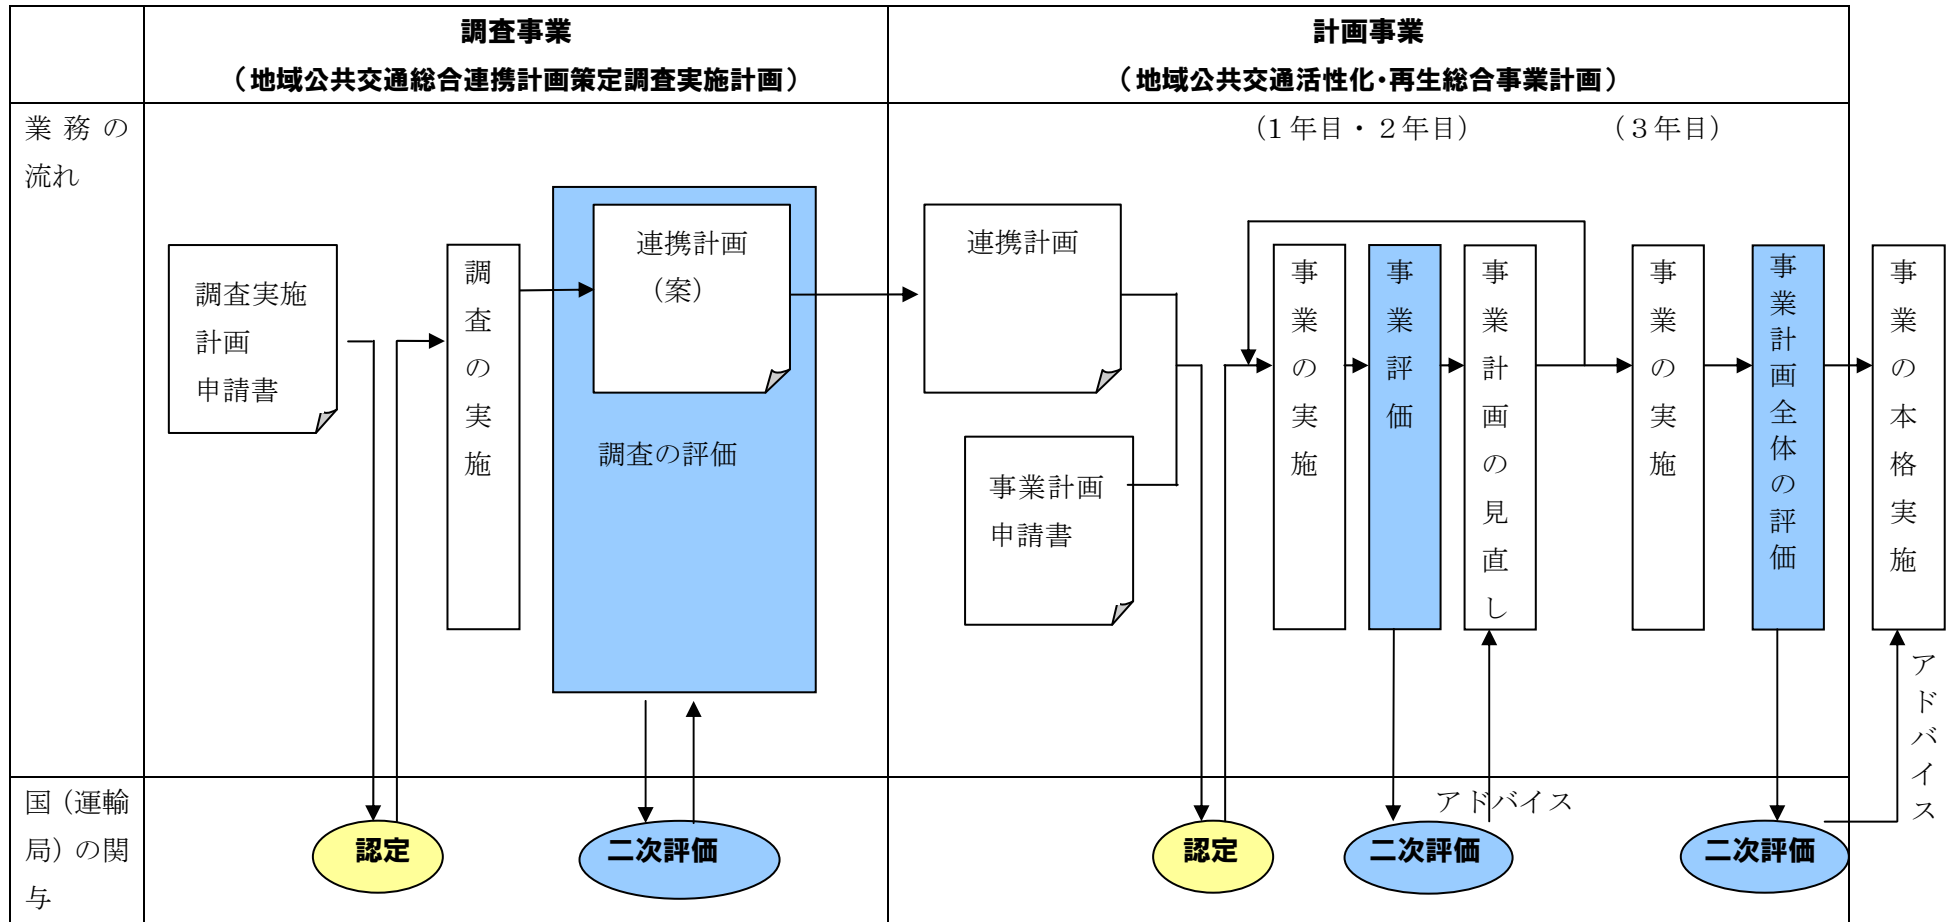 調査事業
（地域公共交通総合連携計画策定調査実施計画）
計画事業
（地域公共交通活性化・再生総合事業計画）
業務の
流れ
（１年目・２年目）
（３年目）
調査実施
計画
申請書
調査の実施
連携計画
（案）
調査の評価
連携計画
事業計画
申請書
事業の実施
事業評価
事業計画の見直し
事業の実施
事業計画全体の評価
事業の本格実施
アドバイス
国（運輸
局）の関
与
認定
二次評価
認定
アドバイス
二次評価
二次評価